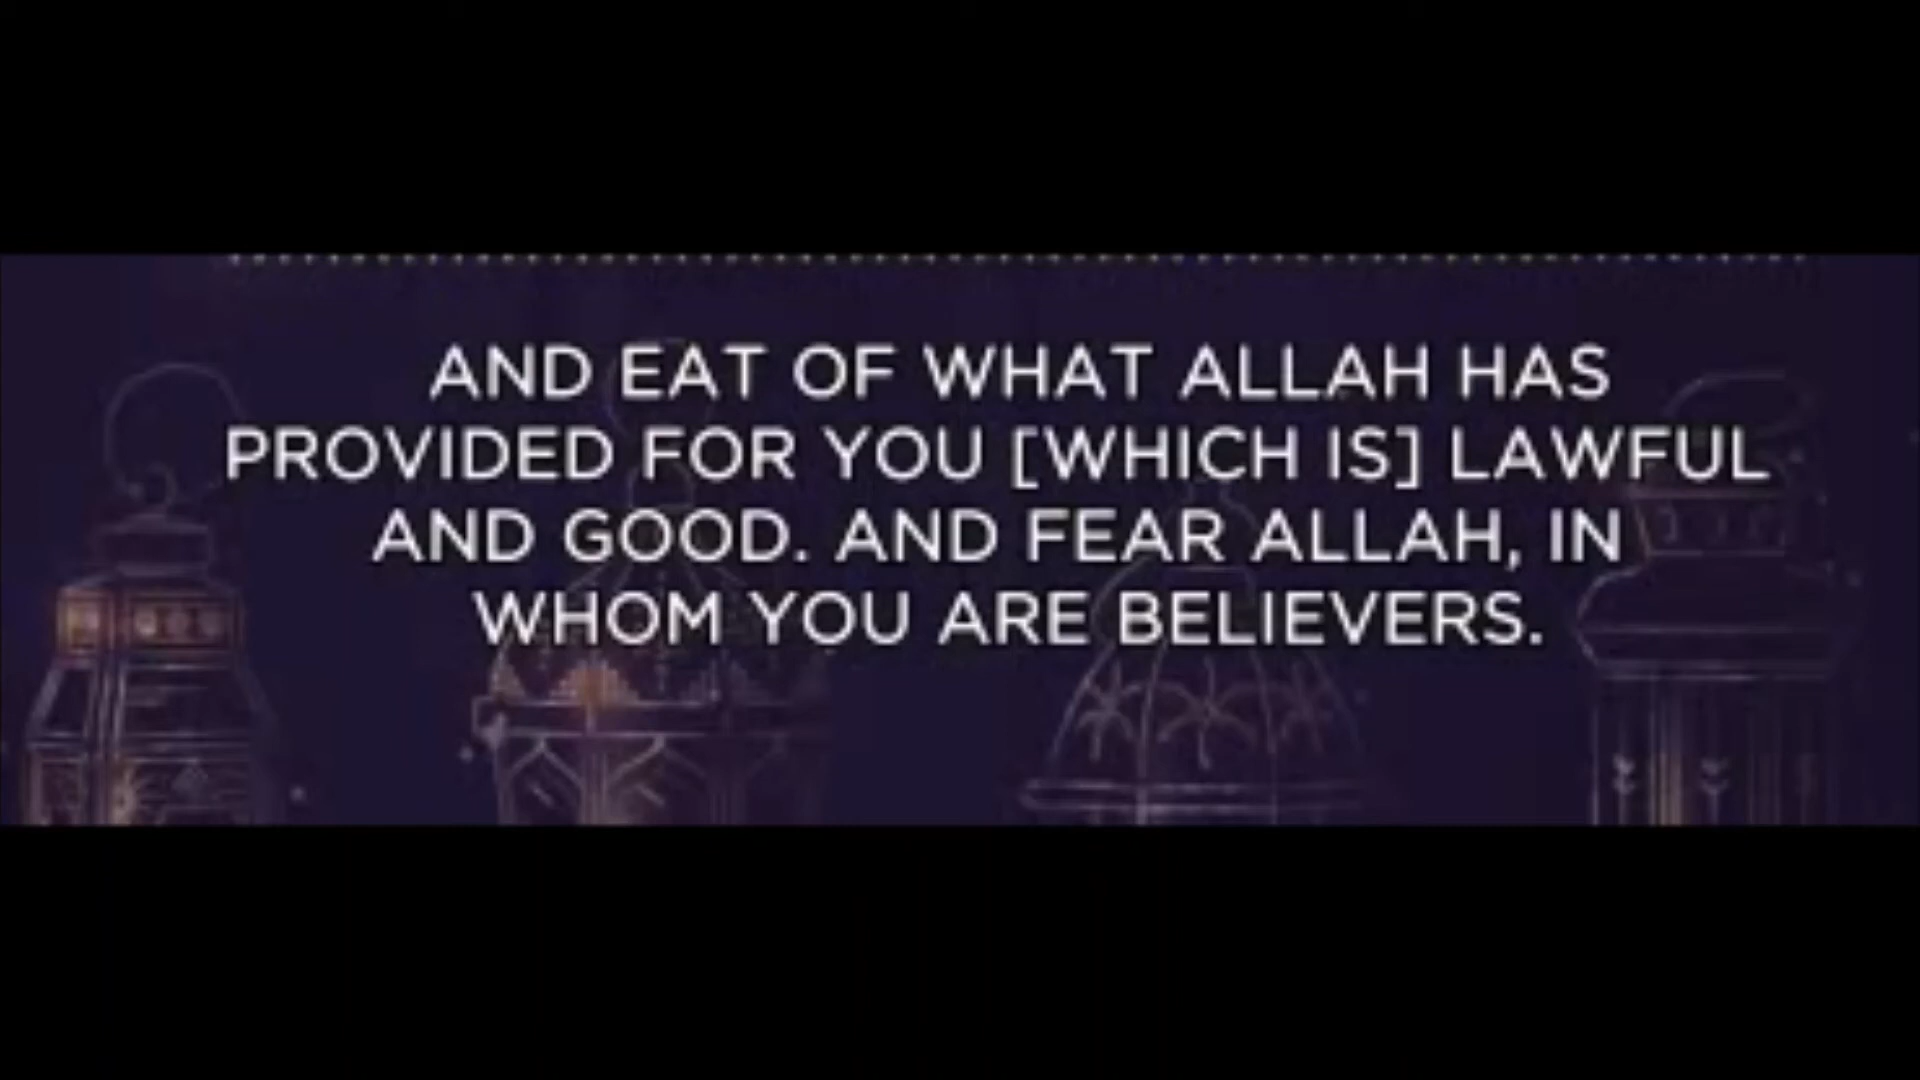 AND EAT OF WHAT ALLAH HAS
PROVIDED FOR YOU [WHICH IS] LAWFUL
AND GOOD. AND FEAR ALLAH, IN
WHOM YOU ARE BELIEVERS.